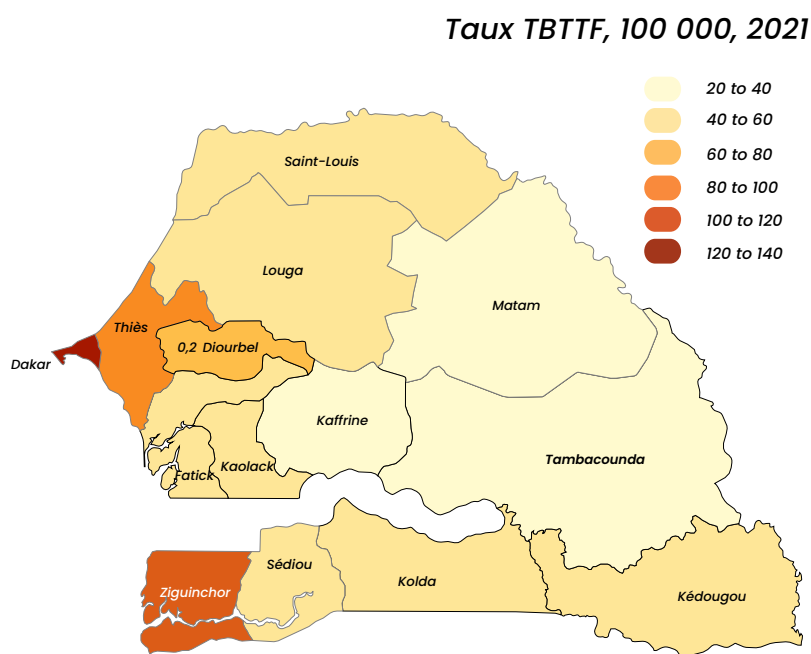 Taux TBTTF, 100 000, 2021
20 to 40
40 to 60
60 to 80
80 to 100
100 to 120
120 to 140
Saint-Louis
Louga
Matam
Thiès
0,2 Diourbel
Dakar
Kaffrine
Tambacounda
Kaolack
Fatick
Sédiou
Kolda
Ziguinchor
Kédougou